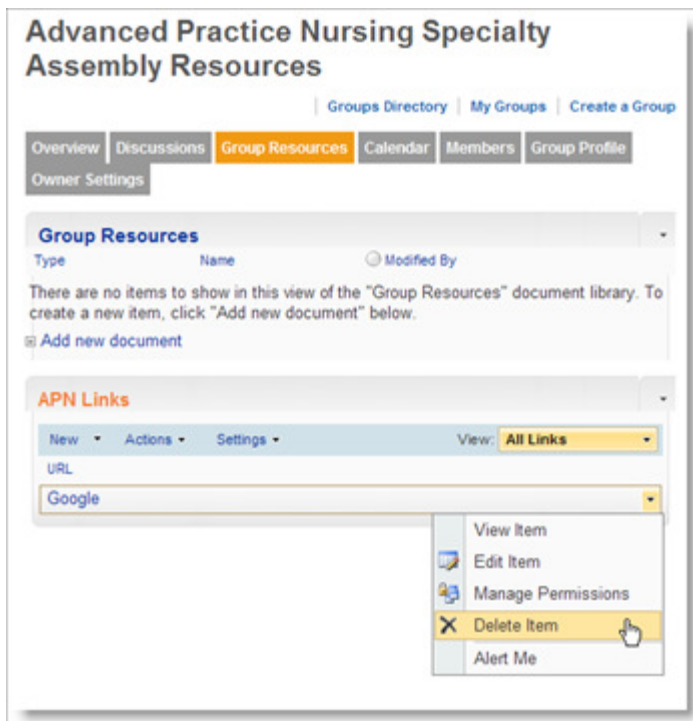 Advanced Practice Nursing Specialty
Assembly Resources
Groups Directory | My Groups | Create a Group
Overview Discussions Group Resources Calendar Members Group Profile
Owner Settings
Group Resources
Type Name Modified By
There are no items to show in this view of the "Group Resources" document library. To
create a new item, click "Add new document" below.
Add new document
APN Links
New Actions Settings View: All Links
URL
Google
View Item
Edit Item
Manage Permissions
Delete Item
Alert Me